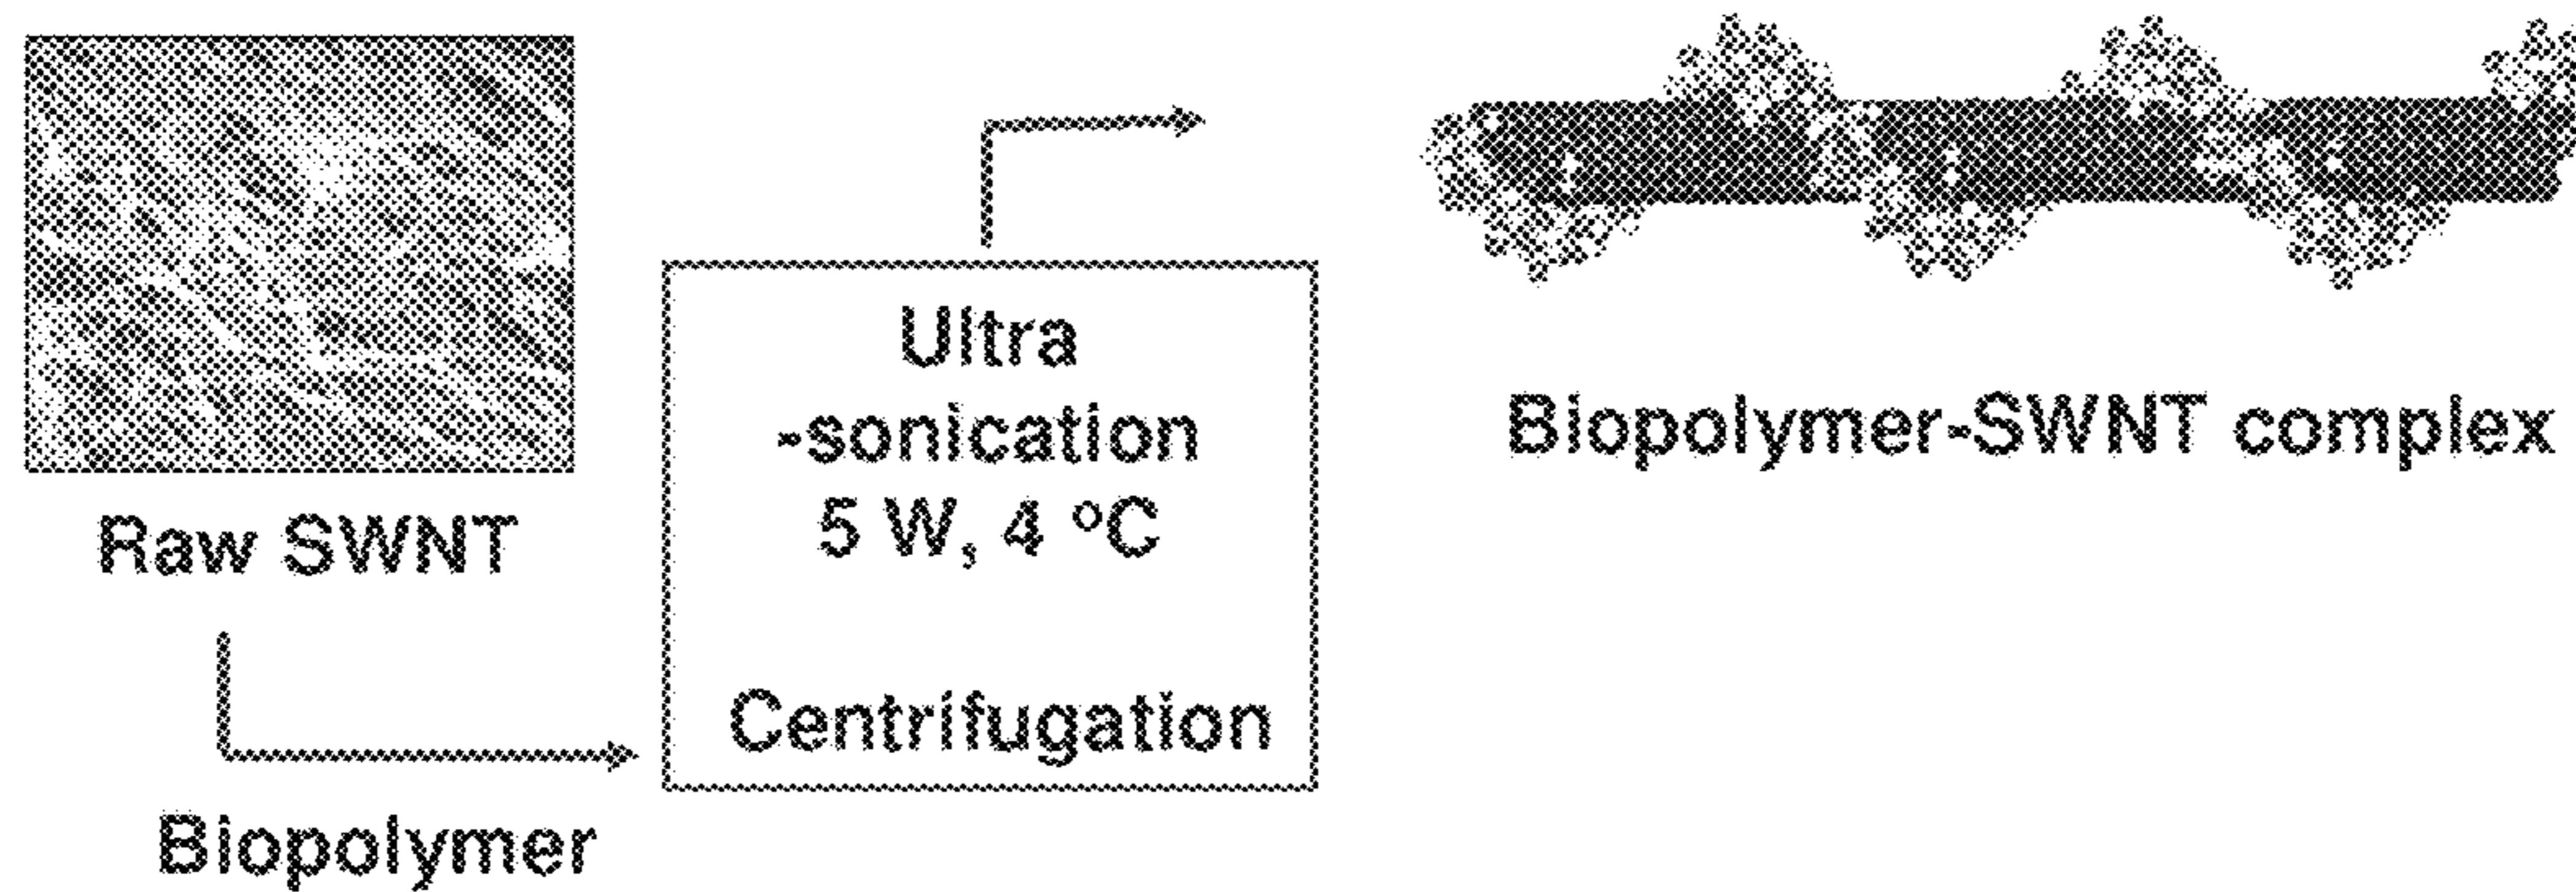 Raw SWNT
Biopolymer
Ultra
-sonication
5 W, 4 °C
Centrifugation
Biopolymer-SWNT complex